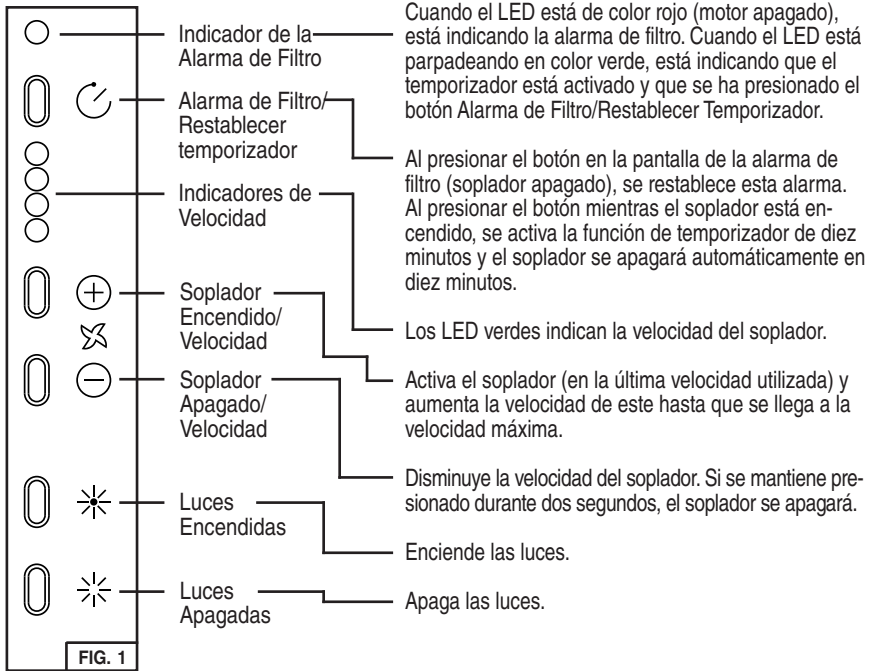 Indicador de la
Alarma de Filtro
Cuando el LED está de color rojo (motor apagado),
está indicando la alarma de filtro. Cuando el LED está
parpadeando en color verde, está indicando que el
temporizador está activado y que se ha presionado el
botón Alarma de Filtro/Restablecer Temporizador.
Alarma de Filtro/
Restablecer
temporizador
Al presionar el botón en la pantalla de la alarma de
filtro (soplador apagado), se restablece esta alarma.
Al presionar el botón mientras el soplador está en-
cendido, se activa la función de temporizador de diez
minutos y el soplador se apagará automáticamente en
diez minutos.
Indicadores de
Velocidad
Los LED verdes indican la velocidad del soplador.
Soplador
Encendido/
Velocidad
Activa el soplador (en la última velocidad utilizada) y
aumenta la velocidad de este hasta que se llega a la
velocidad máxima.
Soplador
Apagado/
Velocidad
Disminuye la velocidad del soplador. Si se mantiene pre-
sionado durante dos segundos, el soplador se apagará.
Luces
Encendidas
Enciende las luces.
Luces
Apagadas
Apaga las luces.
FIG. 1